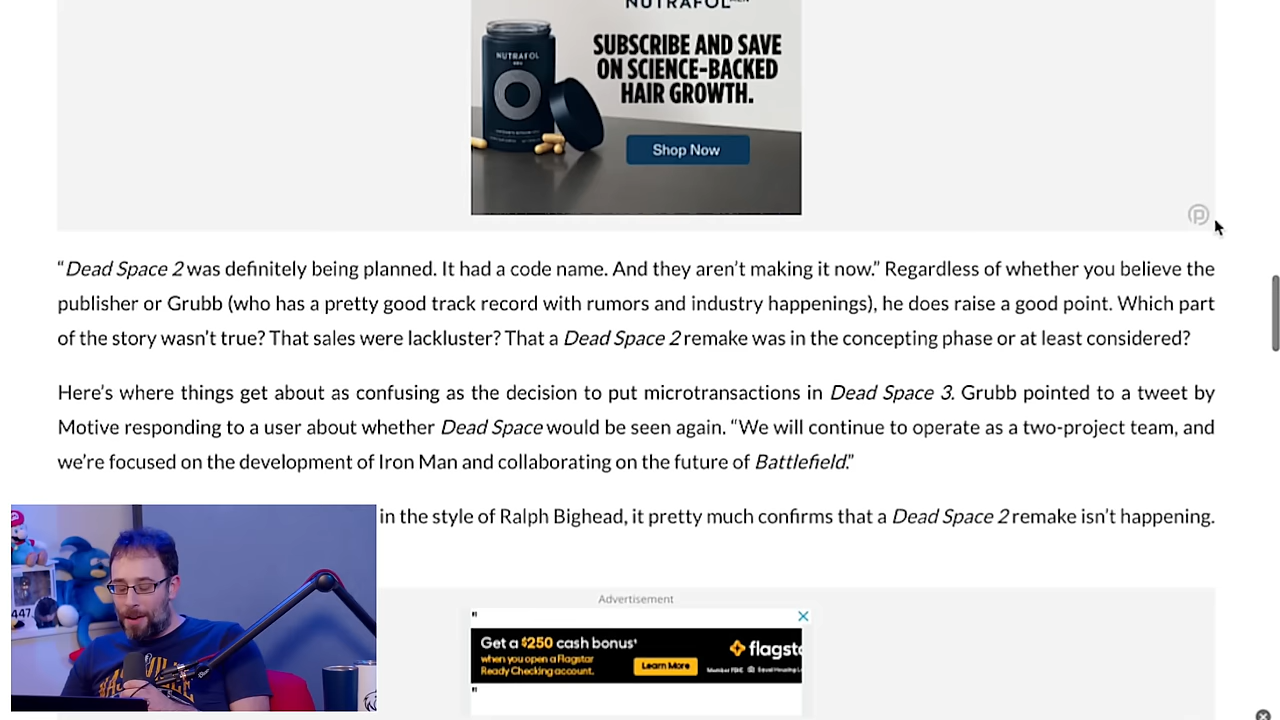 NUTRAFOL MEN
NUTRAFOL
SUBSCRIBE AND SAVE
ON SCIENCE-BACKED
HAIR GROWTH.
Shop Now
“Dead Space 2 was definitely being planned. It had a code name. And they aren’t making it now.” Regardless of whether you believe the
publisher or Grubb (who has a pretty good track record with rumors and industry happenings), he does raise a good point. Which part
of the story wasn’t true? That sales were lackluster? That a Dead Space 2 remake was in the concepting phase or at least considered?
Here’s where things get about as confusing as the decision to put microtransactions in Dead Space 3. Grubb pointed to a tweet by
Motive responding to a user about whether Dead Space would be seen again. “We will continue to operate as a two-project team, and
we’re focused on the development of Iron Man and collaborating on the future of Battlefield.”
in the style of Ralph Bighead, it pretty much confirms that a Dead Space 2 remake isn’t happening.
447
Advertisement
Get a $250 cash bonus¹
when you open a Flagstar
Ready Checking account.
Learn More
flagsta
Member FDIC